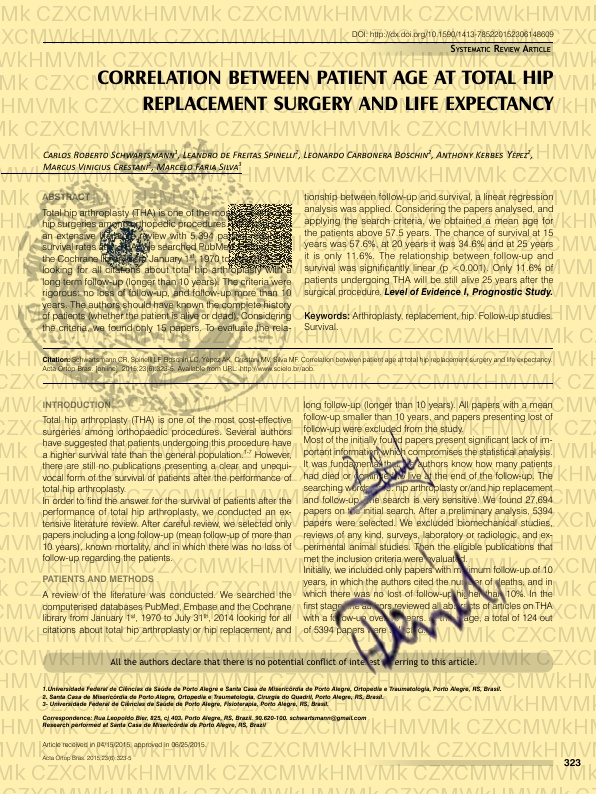 DOI: http://dx.doi.org/10.1590/1413-785220152306148609
SYSTEMATIC REVIEW ARTICLE
CORRELATION BETWEEN PATIENT AGE AT TOTAL HIP
REPLACEMENT SURGERY AND LIFE EXPECTANCY
CARLOS ROBERTO SCHWARTSMANN1, LEANDRO DE FREITAS SPINELLI2, LEONARDO CARBONERA BOSCHIN2, ANTHONY KERBES YÉPEZ2,
MARCUS VINICIUS CRESTANI2, MARCELO FARIA SILVA3
ABSTRACT
Total hip arthroplasty (THA) is one of the most
hip surgeries among orthopedic procedures.
an extensive review with 5,394 
survival rates we searched PubMed,
the Cochrane January 1st, 1970 to
looking for all citations about total hip arthroplasty with a
long term follow-up (longer than 10 years). The criteria were
rigorous: no loss of follow-up, and follow-up more than 10
years. The authors should have known the complete history
of patients (whether the patient is alive or dead). Considering
the criteria, we found only 15 papers. To evaluate the rela-
tionship between follow-up and survival, a linear regression
analysis was applied. Considering the papers analysed, and
applying the search criteria, we obtained a mean age for
the patients above 57.5 years. The chance of survival at 15
years was 57.6%, at 20 years it was 34.6% and at 25 years
it is only 11.6%. The relationship between follow-up and
survival was significantly linear (p <0.001). Only 11.6% of
patients undergoing THA will be still alive 25 years after the
surgical procedure. Level of Evidence I, Prognostic Study.
Keywords: Arthroplasty, replacement, hip. Follow-up studies.
Survival.
Citation: Schwartsmann CR, Spinelli LF, Boschin LC, Yépez AK, Crestani MV, Silva MF. Correlation between patient age at total hip replacement surgery and life expectancy.
Acta Ortop Bras. [online]. 2015;23(6):323-5. Available from URL: http://www.scielo.br/aob.
INTRODUCTION
Total hip arthroplasty (THA) is one of the most cost-effective
surgeries among orthopaedic procedures. Several authors
have suggested that patients undergoing this procedure have
a higher survival rate than the general population.1-7 However,
there are still no publications presenting a clear and unequi-
vocal form of the survival of patients after the performance of
total hip arthroplasty.
In order to find the answer for the survival of patients after the
performance of total hip arthroplasty, we conducted an ex-
tensive literature review. After careful review, we selected only
papers including a long follow-up (mean follow-up of more than
10 years), known mortality, and in which there was no loss of
follow-up regarding the patients.
PATIENTS AND METHODS
A review of the literature was conducted. We searched the
computerised databases PubMed, Embase and the Cochrane
library from January 1st, 1970 to July 31st, 2014 looking for all
citations about total hip arthroplasty or hip replacement, and
long follow-up (longer than 10 years). All papers with a mean
follow-up smaller than 10 years, and papers presenting lost of
follow-up were excluded from the study.
Most of the initially found papers present significant lack of im-
portant information which compromises the statistical analysis.
It was fundamental that the authors know how many patients
had died or continue live at the end of the follow-up. The
searching words hip arthroplasty or/and hip replacement
and follow-up. The search is very sensitive. We found 27,694
papers on the initial search. After a preliminary analysis, 5394
papers were selected. We excluded biomechanical studies,
reviews of any kind, surveys, laboratory or radiologic, and ex-
perimental animal studies. Then the eligible publications that
met the inclusion criteria were evaluated.
Initially, we included only papers with minimum follow-up of 10
years, in which the authors cited the number of deaths, and in
which there was no lost of follow-up higher than 10%. In the
first stage the authors reviewed all abstracts of articles on THA
with a follow-up over years. age, a total of 124 out
of 5394 papers were
All the authors declare that there is no potential conflict of interest referring to this article.
1.Universidade Federal de Ciências da Saúde de Porto Alegre e Santa Casa de Misericórdia de Porto Alegre, Ortopedia e Traumatologia, Porto Alegre, RS, Brasil.
2. Santa Casa de Misericórdia de Porto Alegre, Ortopedia e Traumatologia, Cirurgia do Quadril, Porto Alegre, RS, Brasil.
3- Universidade Federal de Ciências da Saúde de Porto Alegre, Fisioterapia, Porto Alegre, RS, Brasil.
Correspondence: Rua Leopoldo Bier, 825, cj 403. Porto Alegre, RS, Brazil. 90.620-100. schwartsmann@gmail.com
Research performed at Santa Casa de Misericórdia de Porto Alegre, RS, Brazil
Article received in 04/15/2015, approved in 06/25/2015.
Acta Ortop Bras. 2015;23(6): 323-5
323